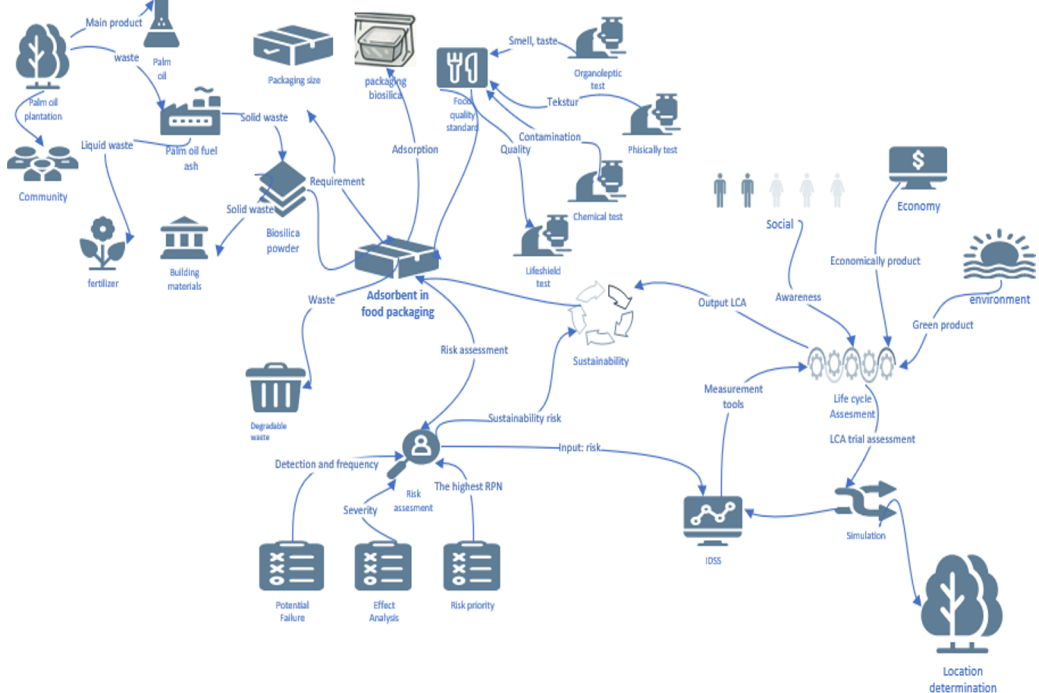 Main product
waste
Palm
oil
Palm oil
plantation
Packaging size
packaging
biosilica
Food
quality
standard
Smell, taste
Organoleptic
test
Tekstur
Phisically test
Contamination
Quality
Chemical test
Lifeshield
test
Solid waste
Liquid waste
Palm oil fuel
ash
Community
fertilizer
Building
materials
Solid waste
Biosilica
powder
Requirement
Adsorption
Adsorbent in
food packaging
Waste
Degradable
waste
Risk assessment
Sustainability
Sustainability risk
Output LCA
Social
Awareness
Economy
Economically product
environment
Green product
Life cycle
Assesment
LCA trial assessment
Measurement
tools
Input: risk
Detection and frequency
Severity
The highest RPN
Risk
assesment
Potential
Failure
Effect
Analysis
Risk priority
IDSS
Simulation
Location
determination
$